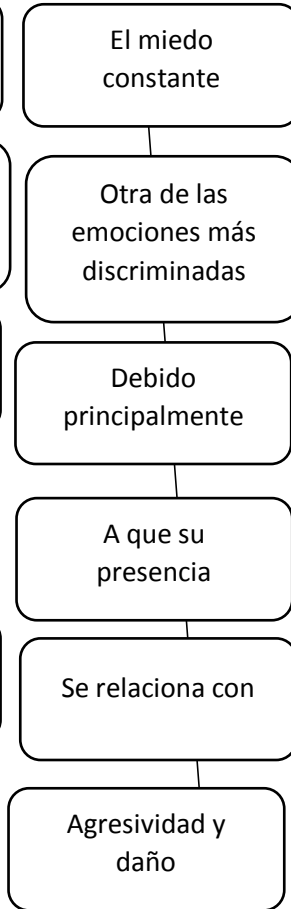 El miedo
constante
Otra de las
emociones más
discriminadas
Debido
principalmente
A que su
presencia
Se relaciona con
Agresividad y
daño